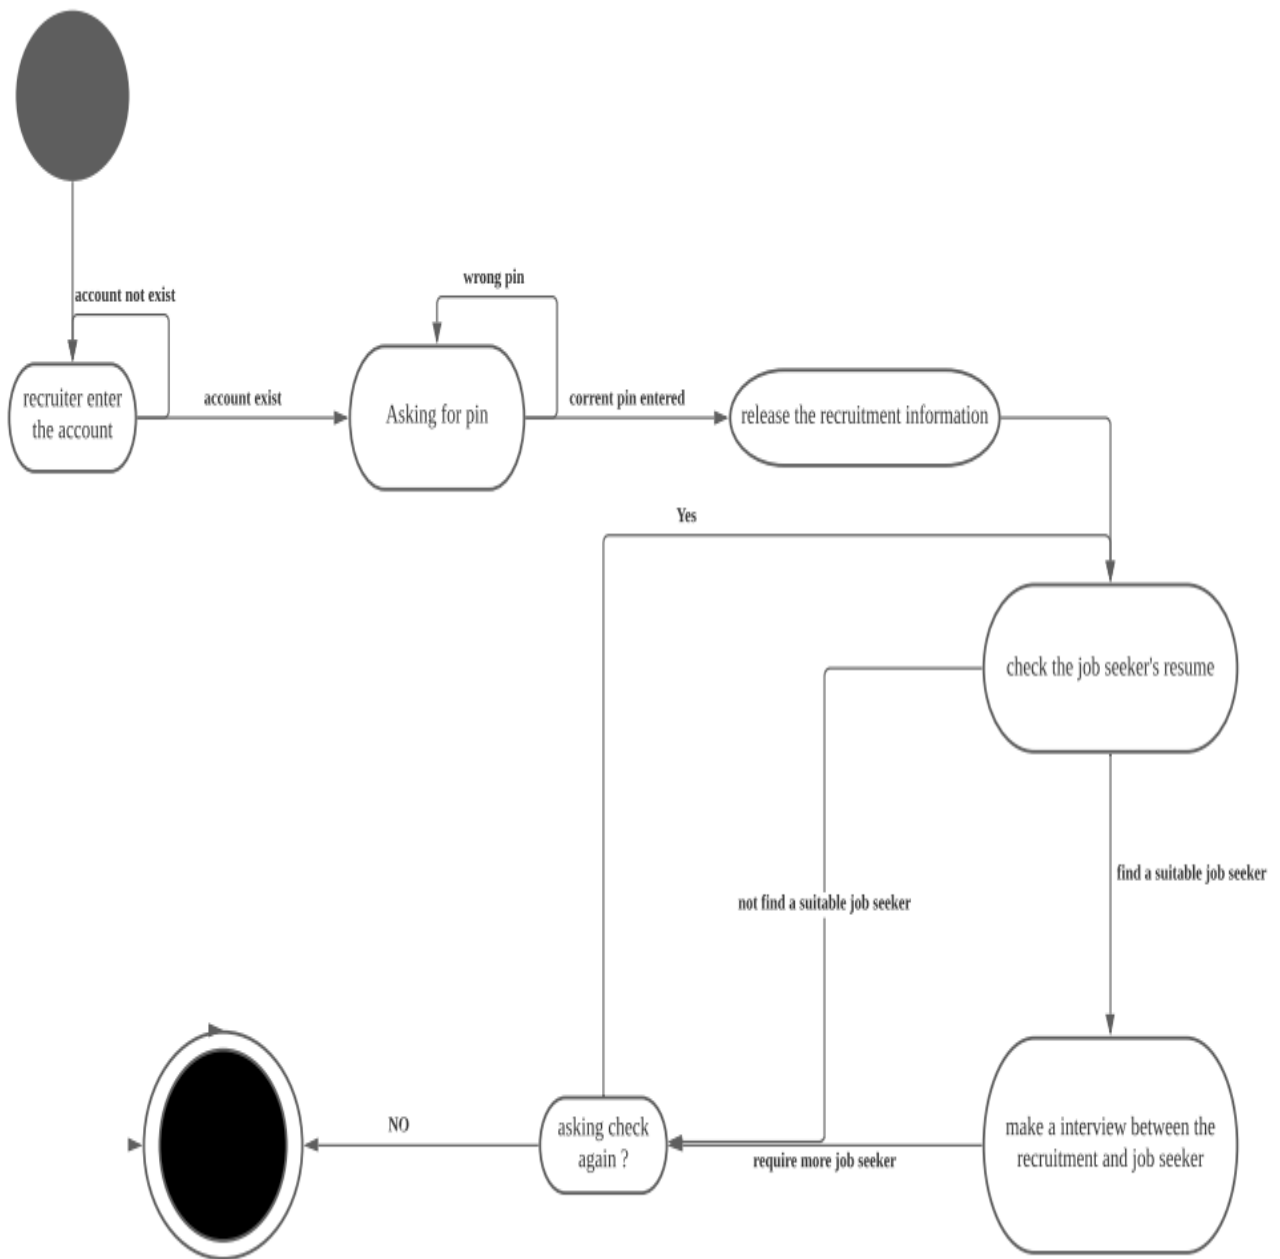 account not exist
wrong pin
recruiter enter
the account
account exist
Asking for pin
corrent pin entered
release the recruitment information
Yes
check the job seeker's resume
find a suitable job seeker
not find a suitable job seeker
NO
asking check
again ?
require more job seeker
make a interview between the
recruitment and job seeker